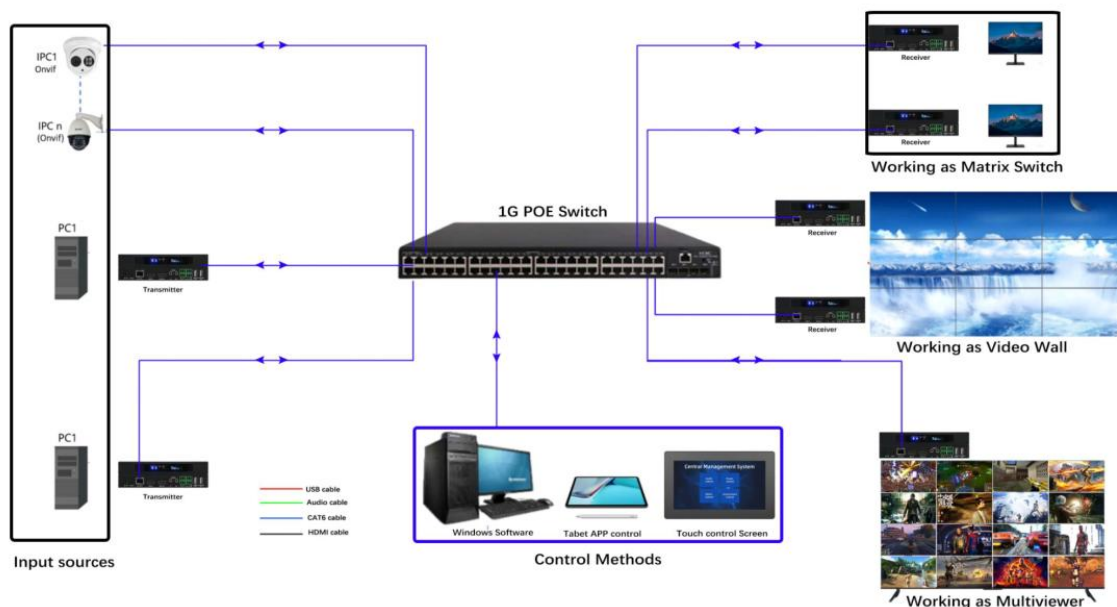 IPC1
Onvif
IPC n
(Onvif)
PC1
Transmitter
PC1
Transmitter
Input sources
1G POE Switch
USB cable
Audio cable
CAT6 cable
HDMI cable
Central Management System
Windows Software
Tabet APP control
Touch control Screen
Control Methods
Receiver
Receiver
Working as Matrix Switch
Receiver
Receiver
Working as Video Wall
Working as Multiviewer